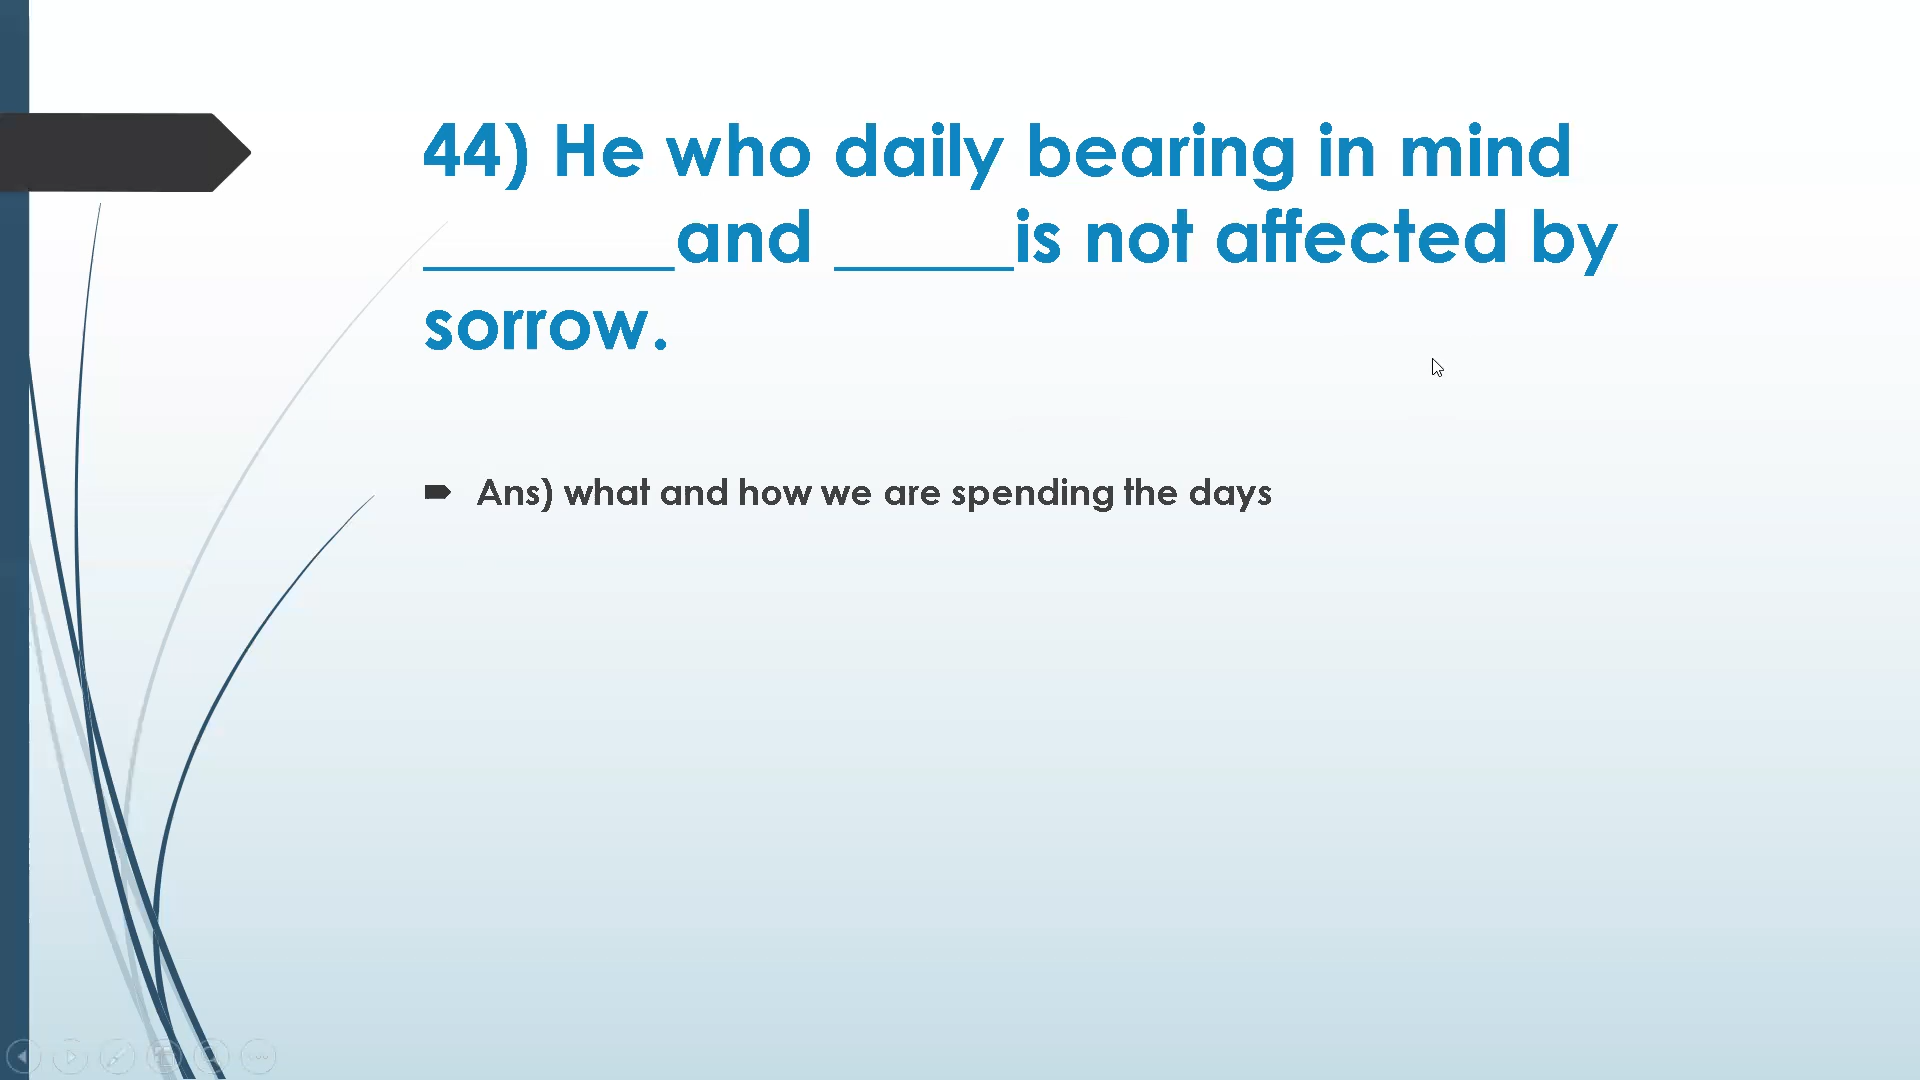 44) He who daily bearing in mind
_______and _____is not affected by
sorrow.
Ans) what and how we are spending the days